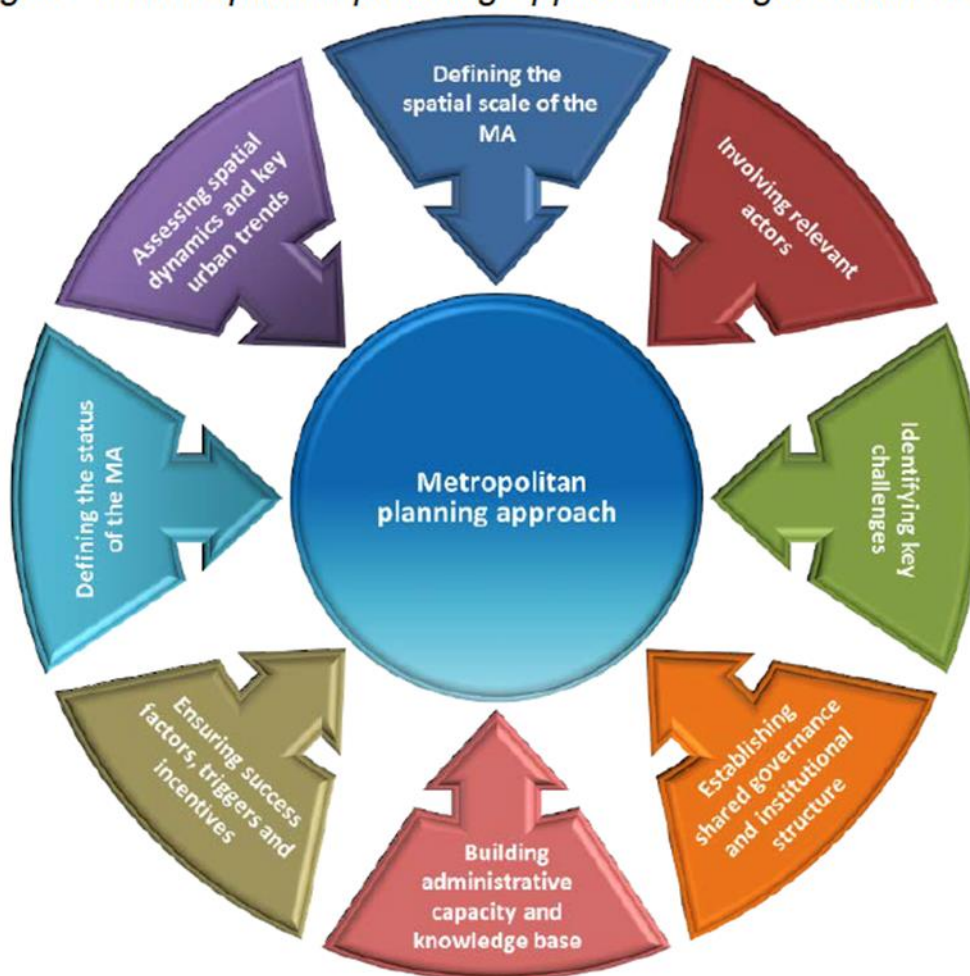 Defining the
spatial scale of the
MA
Involving relevant
actors
Identifying key
challenges
Establishing
shared governance
and institutional
structure
Building
administrative
capacity and
knowledge base
Ensuring success
factors, triggers and
incentives
Defining the status
of the MA
Assessing spatial
dynamics and key
urban trends
Metropolitan
planning approach